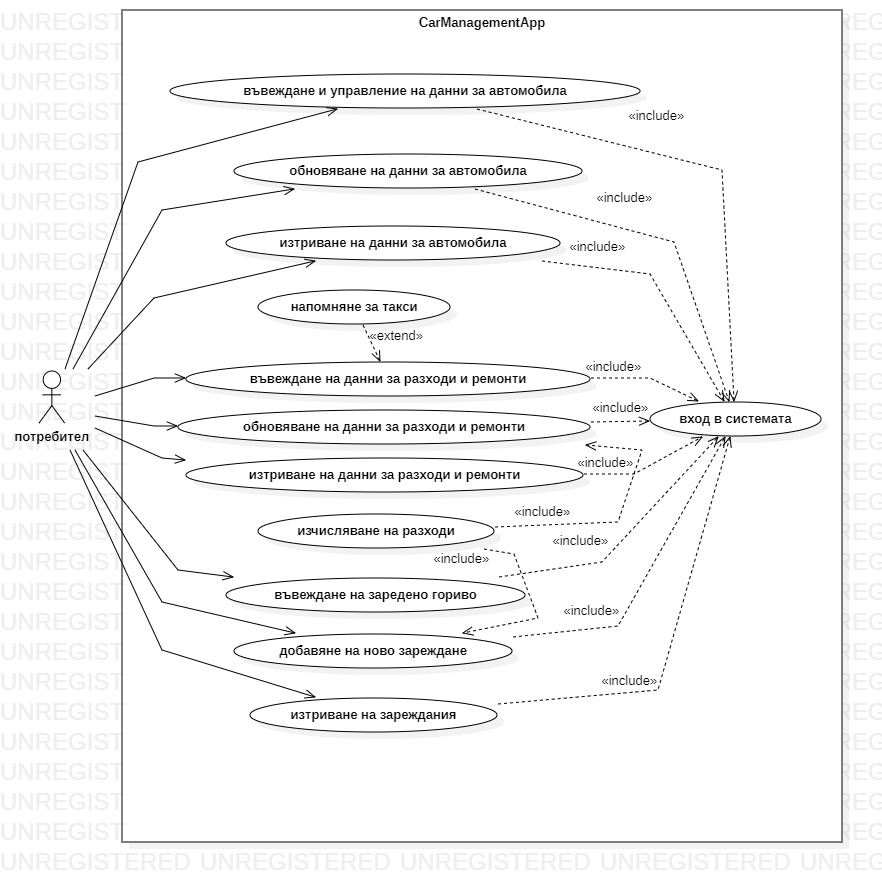 CarManagementApp
въвеждане и управление на данни за автомобила
«include»
обновяване на данни за автомобила
«include»
изтриване на данни за автомобила
«include»
напомняне за такси
«extend»
въвеждане на данни за разходи и ремонти
«include»
обновяване на данни за разходи и ремонти
«include»
вход в системата
потребител
изтриване на данни за разходи и ремонти
«include»
изчисляване на разходи
«include»
«include»
«include»
въвеждане на заредено гориво
«include»
добавяне на ново зареждане
«include»
изтриване на зареждания
UNREGISTERED UNREGISTERED UNREGISTERED UNREGISTERED UNREG